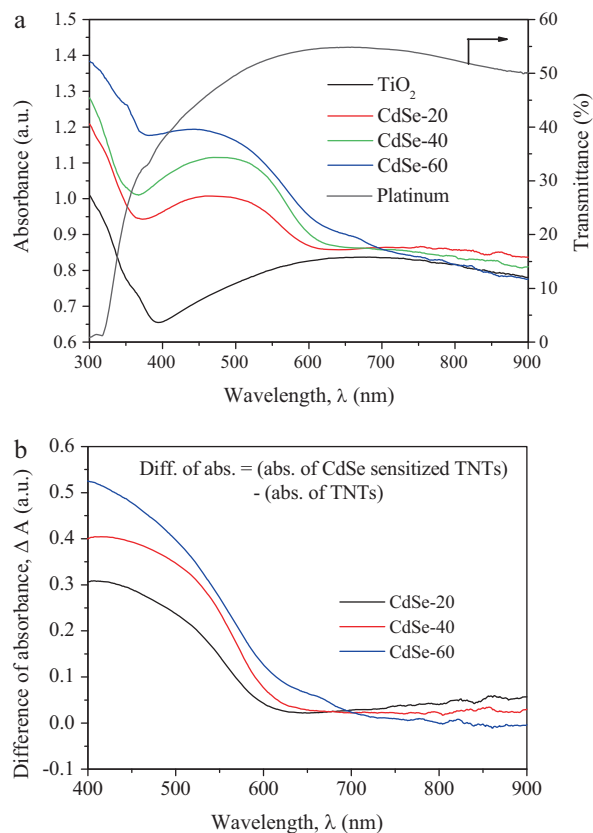 a
1.5
1.4
1.3
1.2
1.1
1.0
0.9
0.8
0.7
0.6
Absorbance (a.u.)
60
50
40
30
20
10
0
Transmittance (%)
TiO₂
CdSe-20
CdSe-40
CdSe-60
Platinum
300 400 500 600 700 800 900
Wavelength, λ (nm)
b
0.6
0.5
0.4
0.3
0.2
0.1
0.0
-0.1
Difference of absorbance, Δ A (a.u.)
Diff. of abs. = (abs. of CdSe sensitized TNTs)
- (abs. of TNTs)
CdSe-20
CdSe-40
CdSe-60
400 500 600 700 800 900
Wavelength, λ (nm)